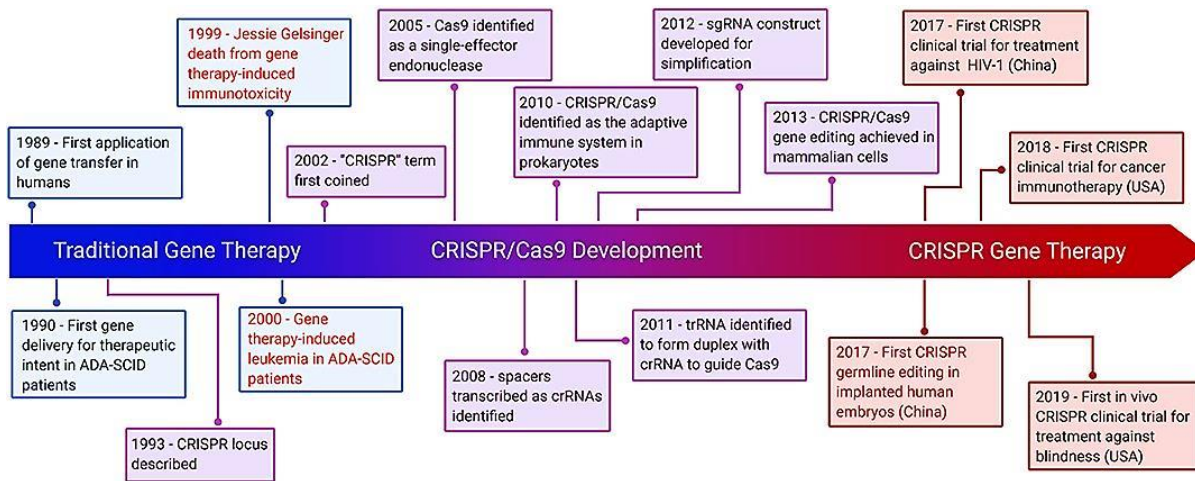 1989 - First application
of gene transfer in
humans
1999 - Jessie Gelsinger
death from gene
therapy-induced
immunotoxicity
2002 - "CRISPR" term
first coined
2005 - Cas9 identified
as a single-effector
endonuclease
2010 - CRISPR/Cas9
identified as the adaptive
immune system in
prokaryotes
2012 - sgRNA construct
developed for
simplification
2013 - CRISPR/Cas9
gene editing achieved in
mammalian cells
2017 - First CRISPR
clinical trial for treatment
against HIV-1 (China)
2018 - First CRISPR
clinical trial for cancer
immunotherapy (USA)
Traditional Gene Therapy
CRISPR/Cas9 Development
CRISPR Gene Therapy
1990 - First gene
delivery for therapeutic
intent in ADA-SCID
patients
1993 - CRISPR locus
described
2000 - Gene
therapy-induced
leukemia in ADA-SCID
patients
2008 - spacers
transcribed as crRNAs
identified
2011 - trRNA identified
to form duplex with
crRNA to guide Cas9
2017 - First CRISPR
germline editing in
implanted human
embryos (China)
2019 - First in vivo
CRISPR clinical trial for
treatment against
blindness (USA)